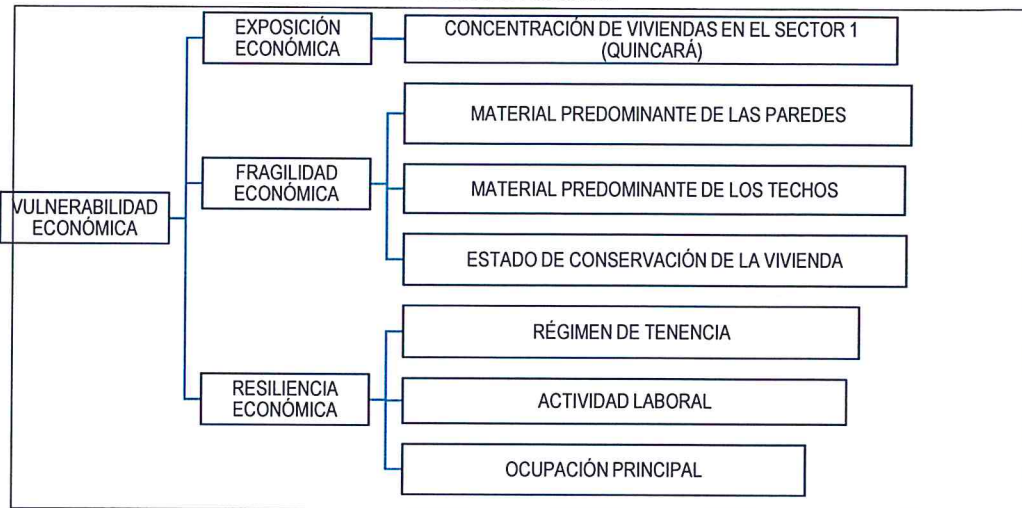 EXPOSICIÓN
ECONÓMICA
CONCENTRACIÓN DE VIVIENDAS EN EL SECTOR 1
(QUINCARÁ)
MATERIAL PREDOMINANTE DE LAS PAREDES
FRAGILIDAD
ECONÓMICA
MATERIAL PREDOMINANTE DE LOS TECHOS
VULNERABILIDAD
ECONÓMICA
ESTADO DE CONSERVACIÓN DE LA VIVIENDA
RÉGIMEN DE TENENCIA
RESILIENCIA
ECONÓMICA
ACTIVIDAD LABORAL
OCUPACIÓN PRINCIPAL